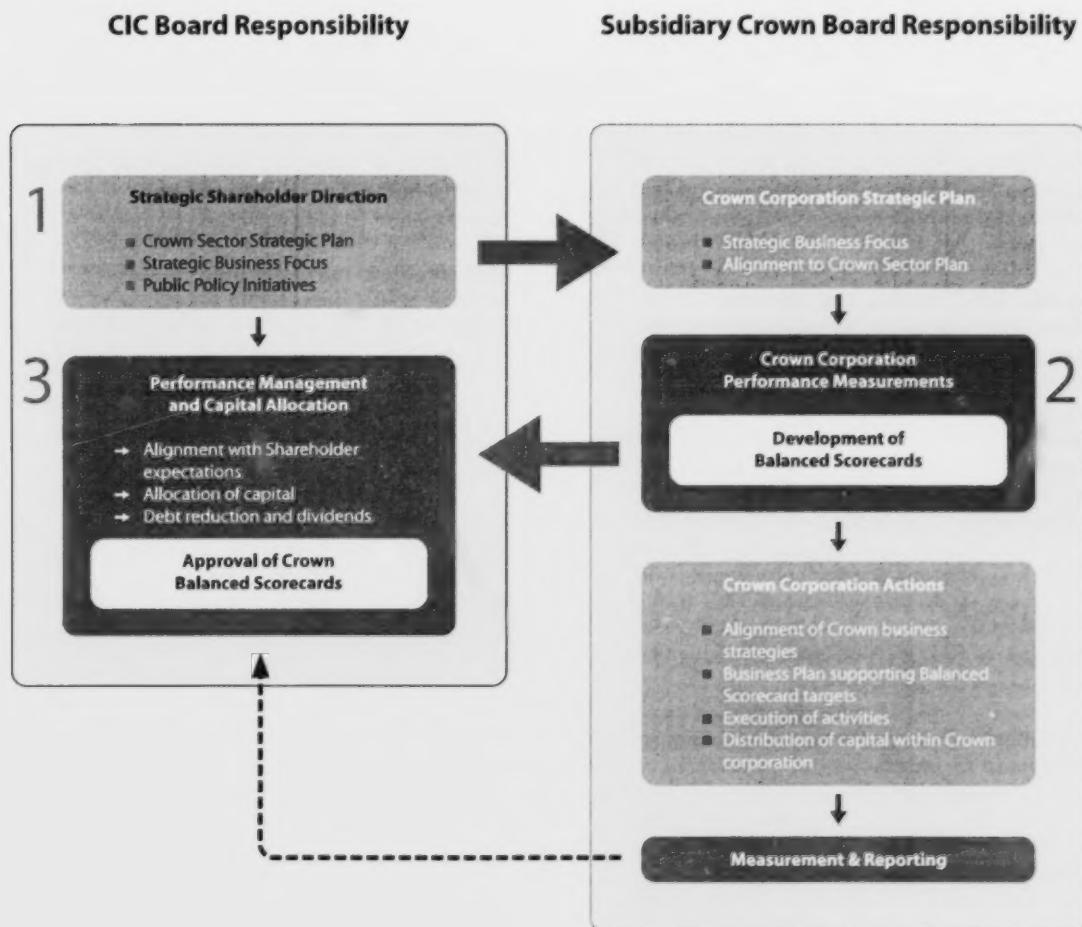 CIC Board Responsibility
1
Strategic Shareholder Direction
Crown Sector Strategic Plan
Strategic Business Focus
Public Policy Initiatives
3
Performance Management
and Capital Allocation
→ Alignment with Shareholder
expectations
→ Allocation of capital
→ Debt reduction and dividends
Approval of Crown
Balanced Scorecards
Subsidiary Crown Board Responsibility
Crown Corporation Strategic Plan
Strategic Business Focus
Alignment to Crown Sector Plan
2
Crown Corporation
Performance Measurements
Development of
Balanced Scorecards
Crown Corporation Actions
Alignment of Crown business
strategies
Business Plan supporting Balanced
Scorecard targets
Execution of activities
Distribution of capital within Crown
corporation
Measurement & Reporting